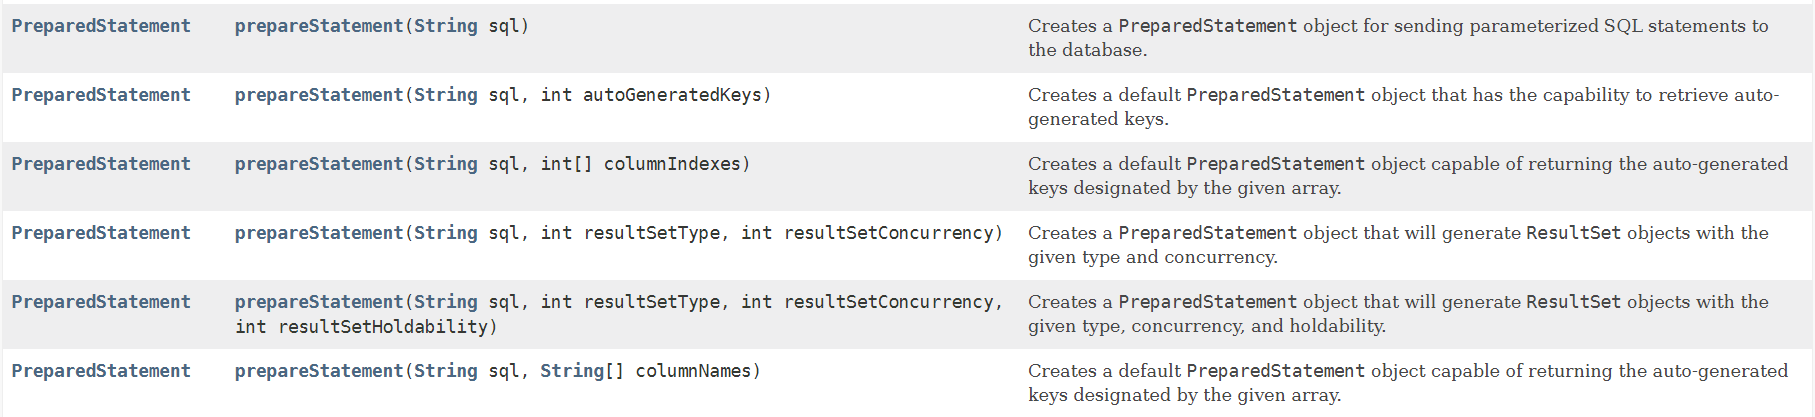 PreparedStatement prepareStatement(String sql) Creates a PreparedStatement object for sending parameterized SQL statements to
the database.
PreparedStatement prepareStatement(String sql, int autoGeneratedKeys) Creates a default PreparedStatement object that has the capability to retrieve auto-
generated keys.
PreparedStatement prepareStatement(String sql, int[] columnIndexes) Creates a default PreparedStatement object capable of returning the auto-generated
keys designated by the given array.
PreparedStatement prepareStatement(String sql, int resultSetType, int resultSetConcurrency) Creates a PreparedStatement object that will generate ResultSet objects with the
given type and concurrency.
PreparedStatement prepareStatement(String sql, int resultSetType, int resultSetConcurrency, Creates a PreparedStatement object that will generate ResultSet objects with the
int resultSetHoldability) given type, concurrency, and holdability.
PreparedStatement prepareStatement(String sql, String[] columnNames) Creates a default PreparedStatement object capable of returning the auto-generated
keys designated by the given array.